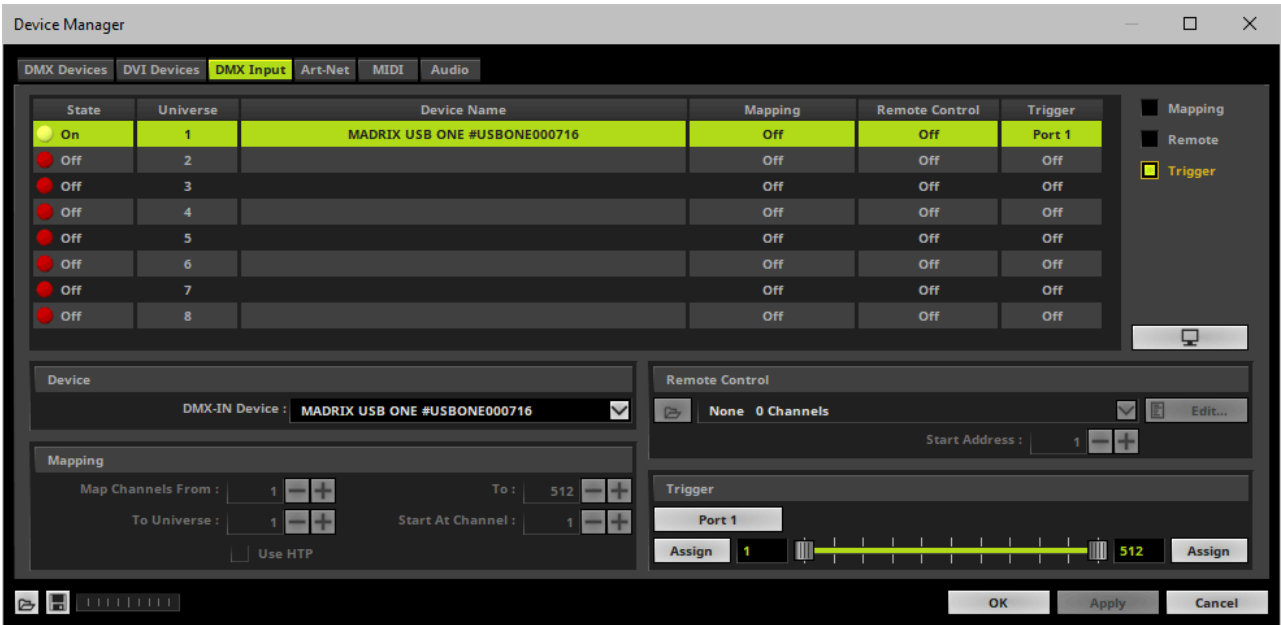 Device Manager
DMX Devices DVI Devices DMX Input Art-Net MIDI Audio
State Universe Device Name Mapping Remote Control Trigger
On 1 MADRIX USB ONE #USBONE000716 Off Off Port 1
Off 2 Off Off Off
Off 3 Off Off Off
Off 4 Off Off Off
Off 5 Off Off Off
Off 6 Off Off Off
Off 7 Off Off Off
Off 8 Off Off Off
Mapping
Remote
Trigger
Device
DMX-IN Device : MADRIX USB ONE #USBONE000716
Mapping
Map Channels From : 1 To : 512
To Universe : 1 Start At Channel : 1
Use HTP
Remote Control
None 0 Channels Edit...
Start Address : 1
Trigger
Port 1
Assign 1 512 Assign
OK Apply Cancel